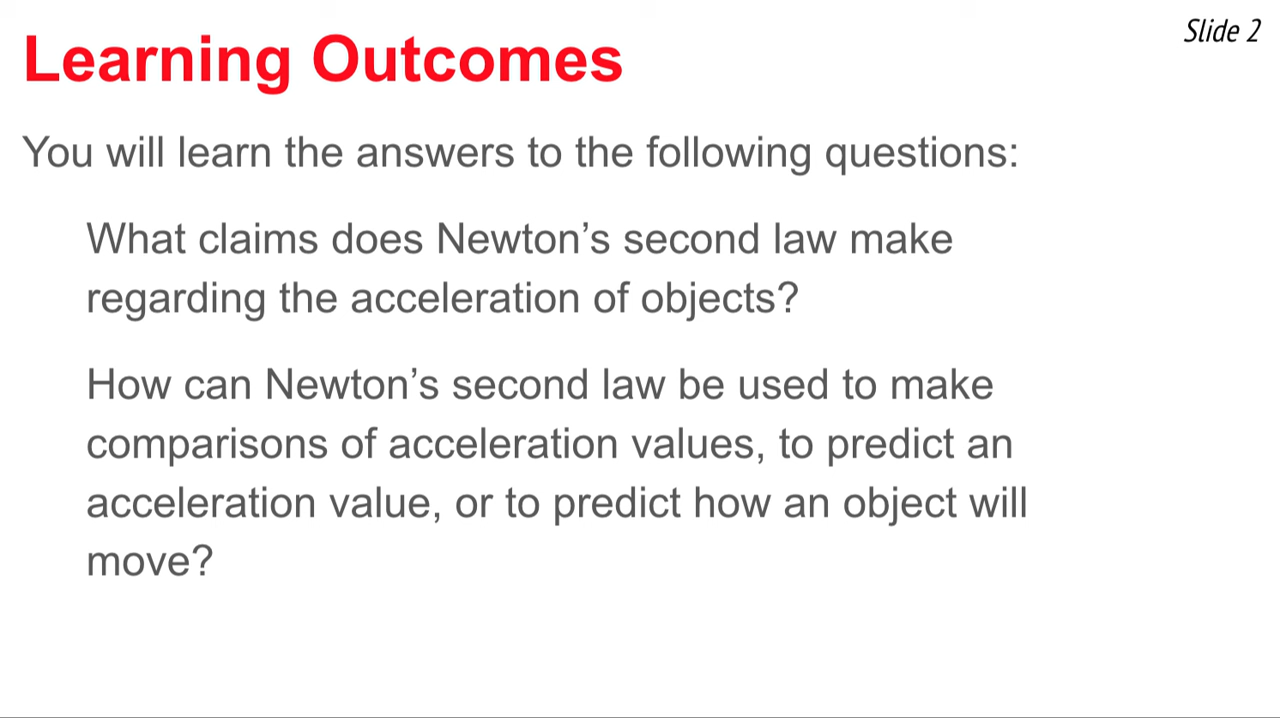 Slide 2
Learning Outcomes
You will learn the answers to the following questions:
What claims does Newton’s second law make
regarding the acceleration of objects?
How can Newton’s second law be used to make
comparisons of acceleration values, to predict an
acceleration value, or to predict how an object will
move?